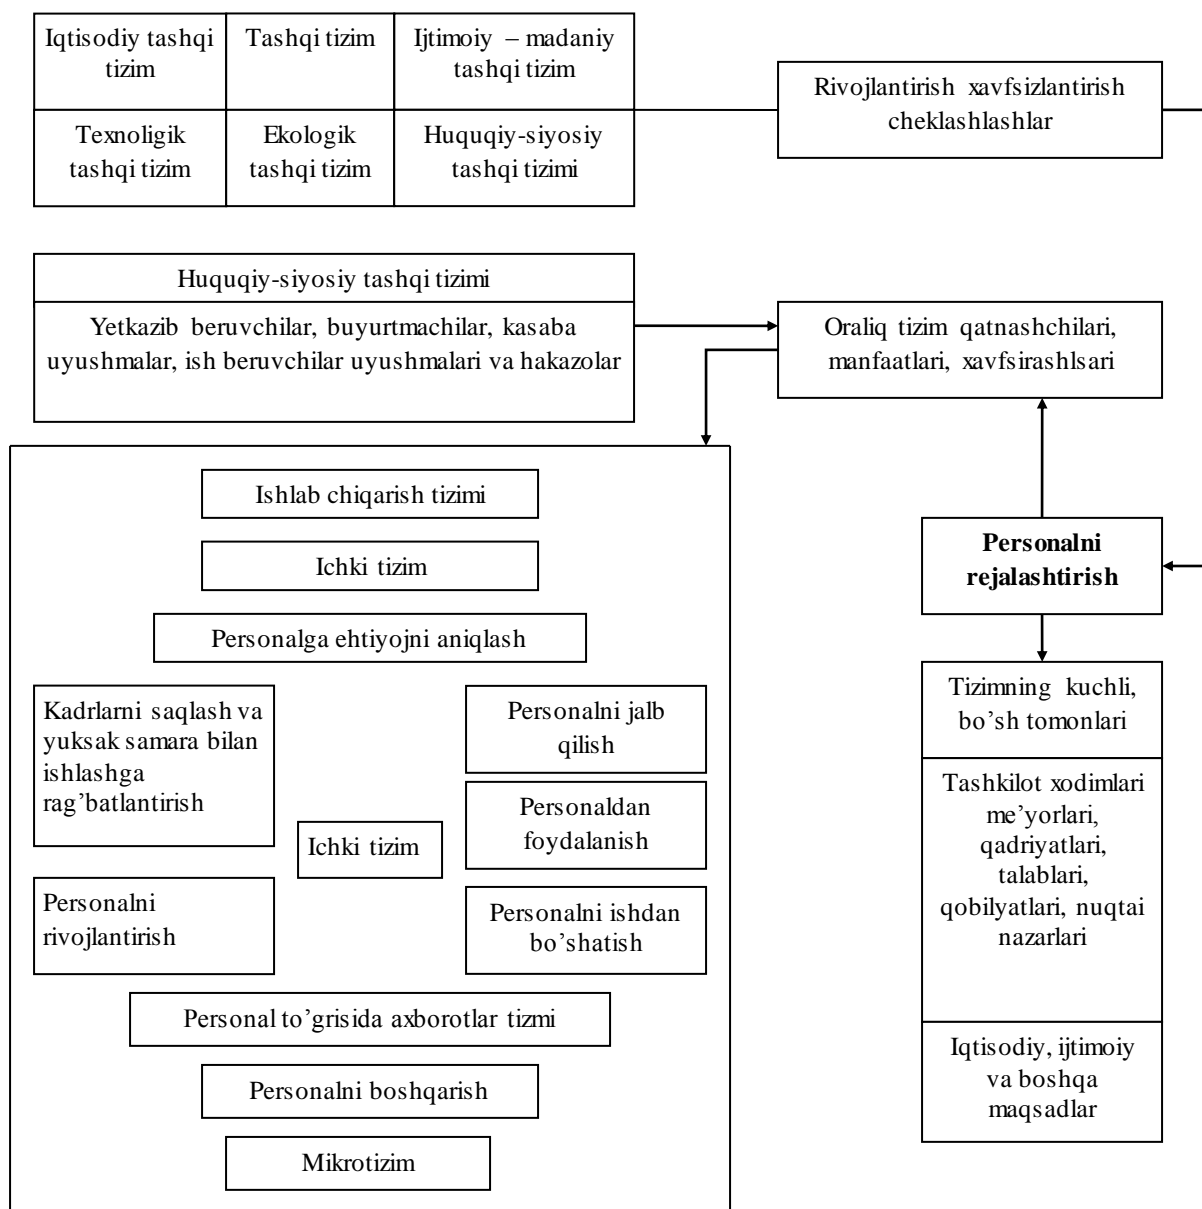 Iqtisodiy tashqi
tizim
Tashqi tizim
Ijtimoiy – madaniy
tashqi tizim
Texnoligik
tashqi tizim
Ekologik
tashqi tizim
Huquqiy-siyosiy
tashqi tizimi
Rivojlantirish xavfsizlantirish
cheklashlashlar
Huquqiy-siyosiy tashqi tizimi
Yetkazib beruvchilar, buyurtmachilar, kasaba
uyushmalar, ish beruvchilar uyushmalari va hakazolar
Oraliq tizim qatnashchilari,
manfaatlari, xavfsirashlsari
Ishlab chiqarish tizimi
Ichki tizim
Personalga ehtiyojni aniqlash
Kadrlarni saqlash va
yuksak samara bilan
ishlashga
rag’batlantirish
Personalni jalb
qilish
Personaldan
foydalanish
Ichki tizim
Personalni
rivojlantirish
Personalni ishdan
bo’shatish
Personal to’grisida axborotlar tizmi
Personalni boshqarish
Mikrotizim
Personalni
rejalashtirish
Tizimning kuchli,
bo’sh tomonlari
Tashkilot xodimlari
me’yorlari,
qadriyatlari,
talablari,
qobilyatlari, nuqtai
nazarlari
Iqtisodiy, ijtimoiy
va boshqa
maqsadlar